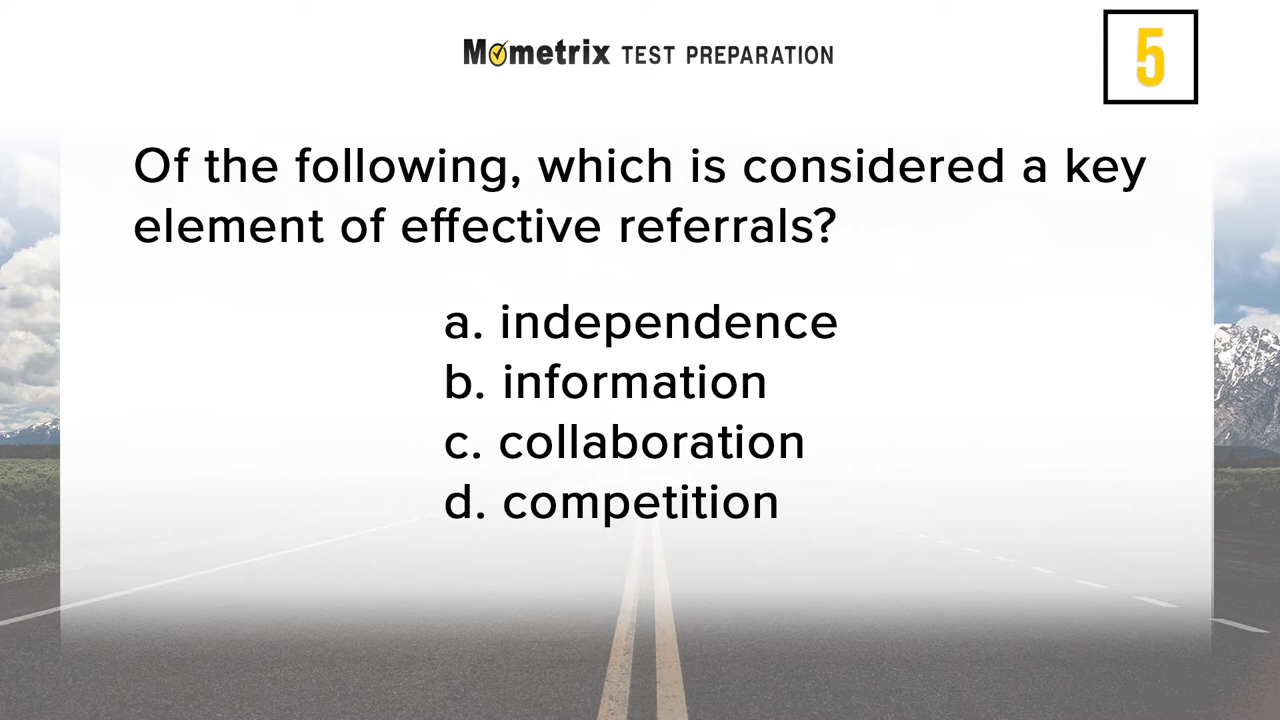 Mometrix TEST PREPARATION
5
Of the following, which is considered a key
element of effective referrals?
a. independence
b. information
c. collaboration
d. competition